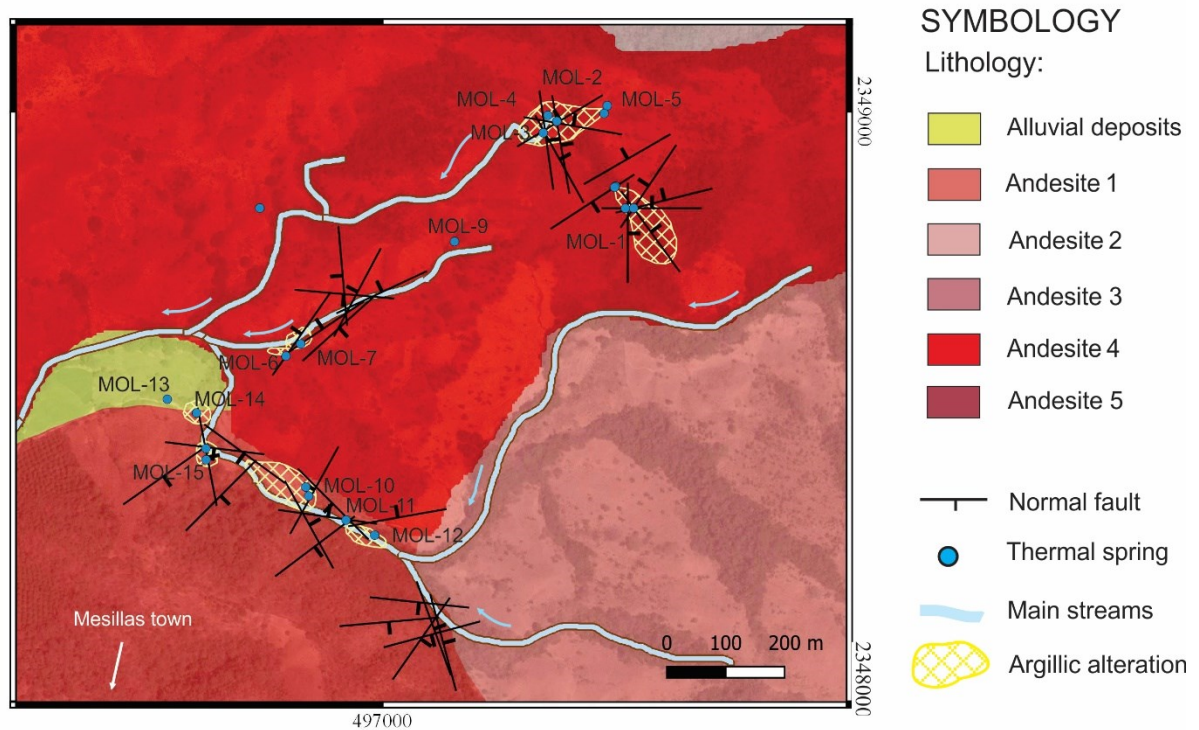 SYMBOLOGY
Lithology:
Alluvial deposits
Andesite 1
Andesite 2
Andesite 3
Andesite 4
Andesite 5
Normal fault
Thermal spring
Main streams
Argillic alteration
MOL-2
MOL-4
MOL-5
MOL-3
MOL-9
MOL-1
MOL-6
MOL-7
MOL-13
MOL-14
MOL-15
MOL-10
MOL-11
MOL-12
Mesillas town
0 100 200 m
2349000
2348000
497000